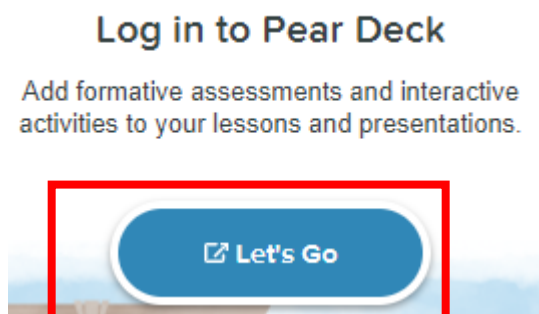 Log in to Pear Deck
Add formative assessments and interactive
activities to your lessons and presentations.
Let's Go